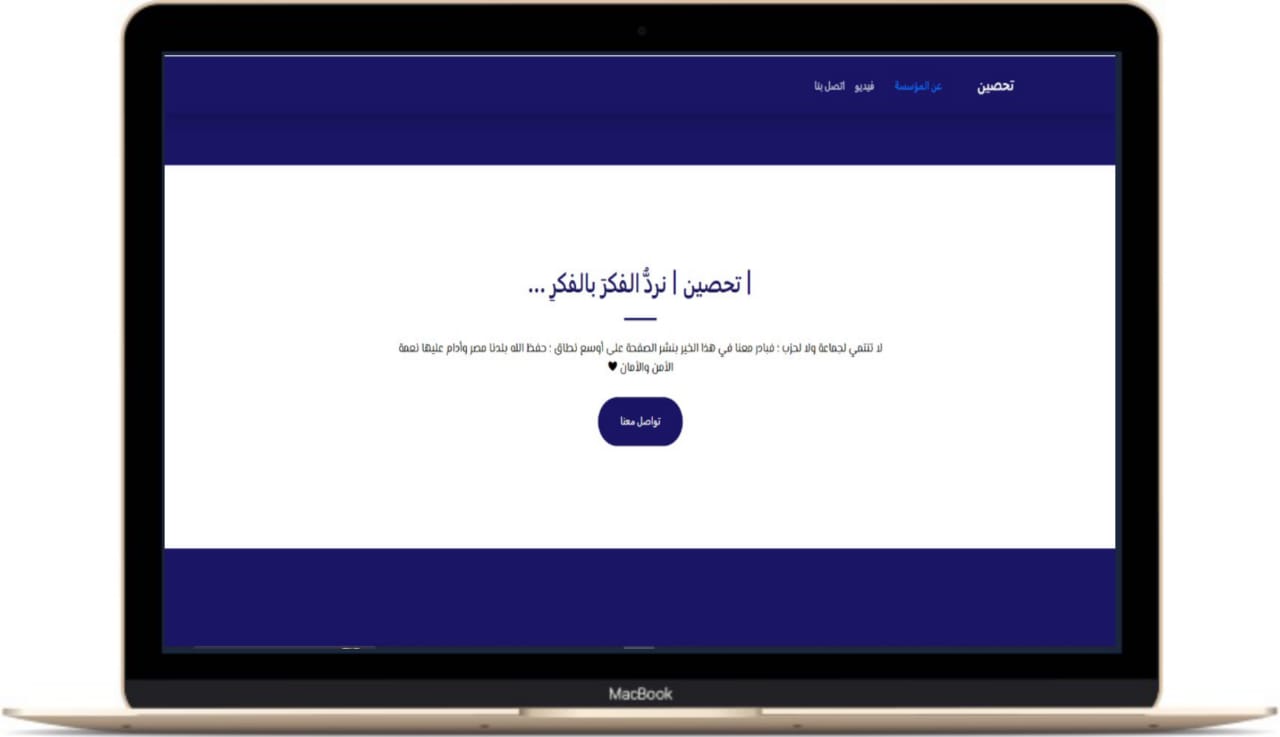 تحصين
عن المؤسسة
فيديو
اتصل بنا
| تحصين | نردُّ الفكرَ بالفكرِ ...
لا تنتمي لجماعة ولا لحزب ؛ فبادر معنا في هذا الخير بنشر الصفحة على أوسع نطاق ؛ حفظ الله بلدنا مصر وأدام عليها نعمة
الأمن والأمان ♥
تواصل معنا
MacBook